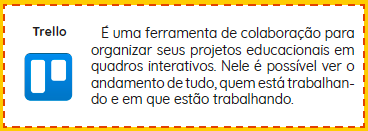 Trello
É uma ferramenta de colaboração para
organizar seus projetos educacionais em
quadros interativos. Nele é possível ver o
andamento de tudo, quem está trabalhan-
do e em que estão trabalhando.